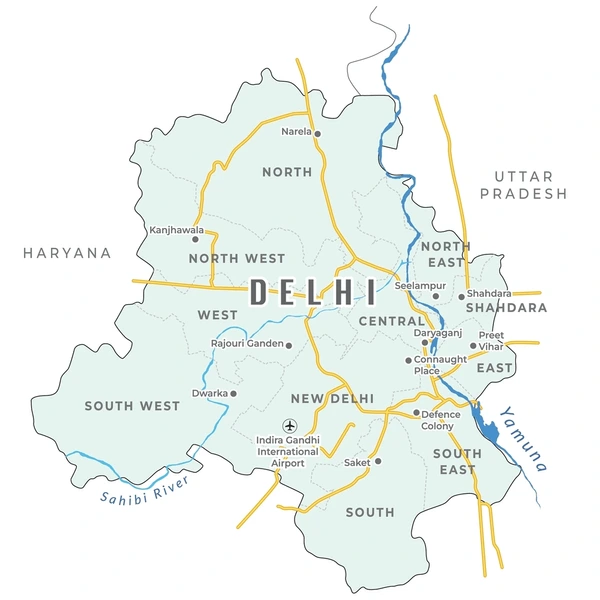 Narela
NORTH
UTTAR
PRADESH
Kanjhawala
HARYANA
NORTH WEST
NORTH
EAST
DELHI
Seelampur
Shahdara
SHAHDARA
WEST
CENTRAL
Daryaganj
Preet
Vihar
Rajouri Ganden
Connaught
Place
EAST
Dwarka
NEW DELHI
SOUTH WEST
Defence
Colony
Yamuna
Indira Gandhi
International
Airport
Saket
SOUTH
EAST
Sahibi River
SOUTH